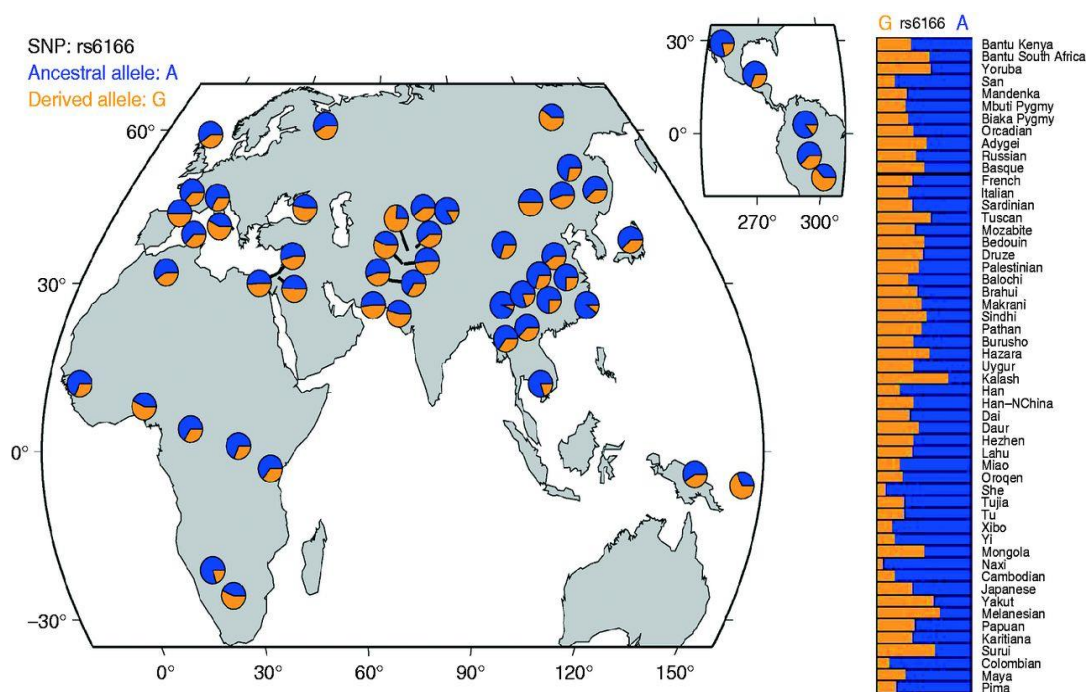 SNP: rs6166
Ancestral allele: A
Derived allele: G
60°
30°
0°
−30°
0°
30°
60°
90°
120°
150°
30°
0°
270°
300°
G rs6166 A
Bantu Kenya
Bantu South Africa
Yoruba
San
Mandenka
Mbuti Pygmy
Biaka Pygmy
Orcadian
Adygei
Russian
Basque
French
Italian
Sardinian
Tuscan
Mozabite
Bedouin
Druze
Palestinian
Balochi
Brahui
Makrani
Sindhi
Pathan
Burusho
Hazara
Uygur
Kalash
Han
Han−NChina
Dai
Daur
Hezhen
Lahu
Miao
Oroqen
She
Tujia
Tu
Xibo
Yi
Mongola
Naxi
Cambodian
Japanese
Yakut
Melanesian
Papuan
Karitiana
Surui
Colombian
Maya
Pima